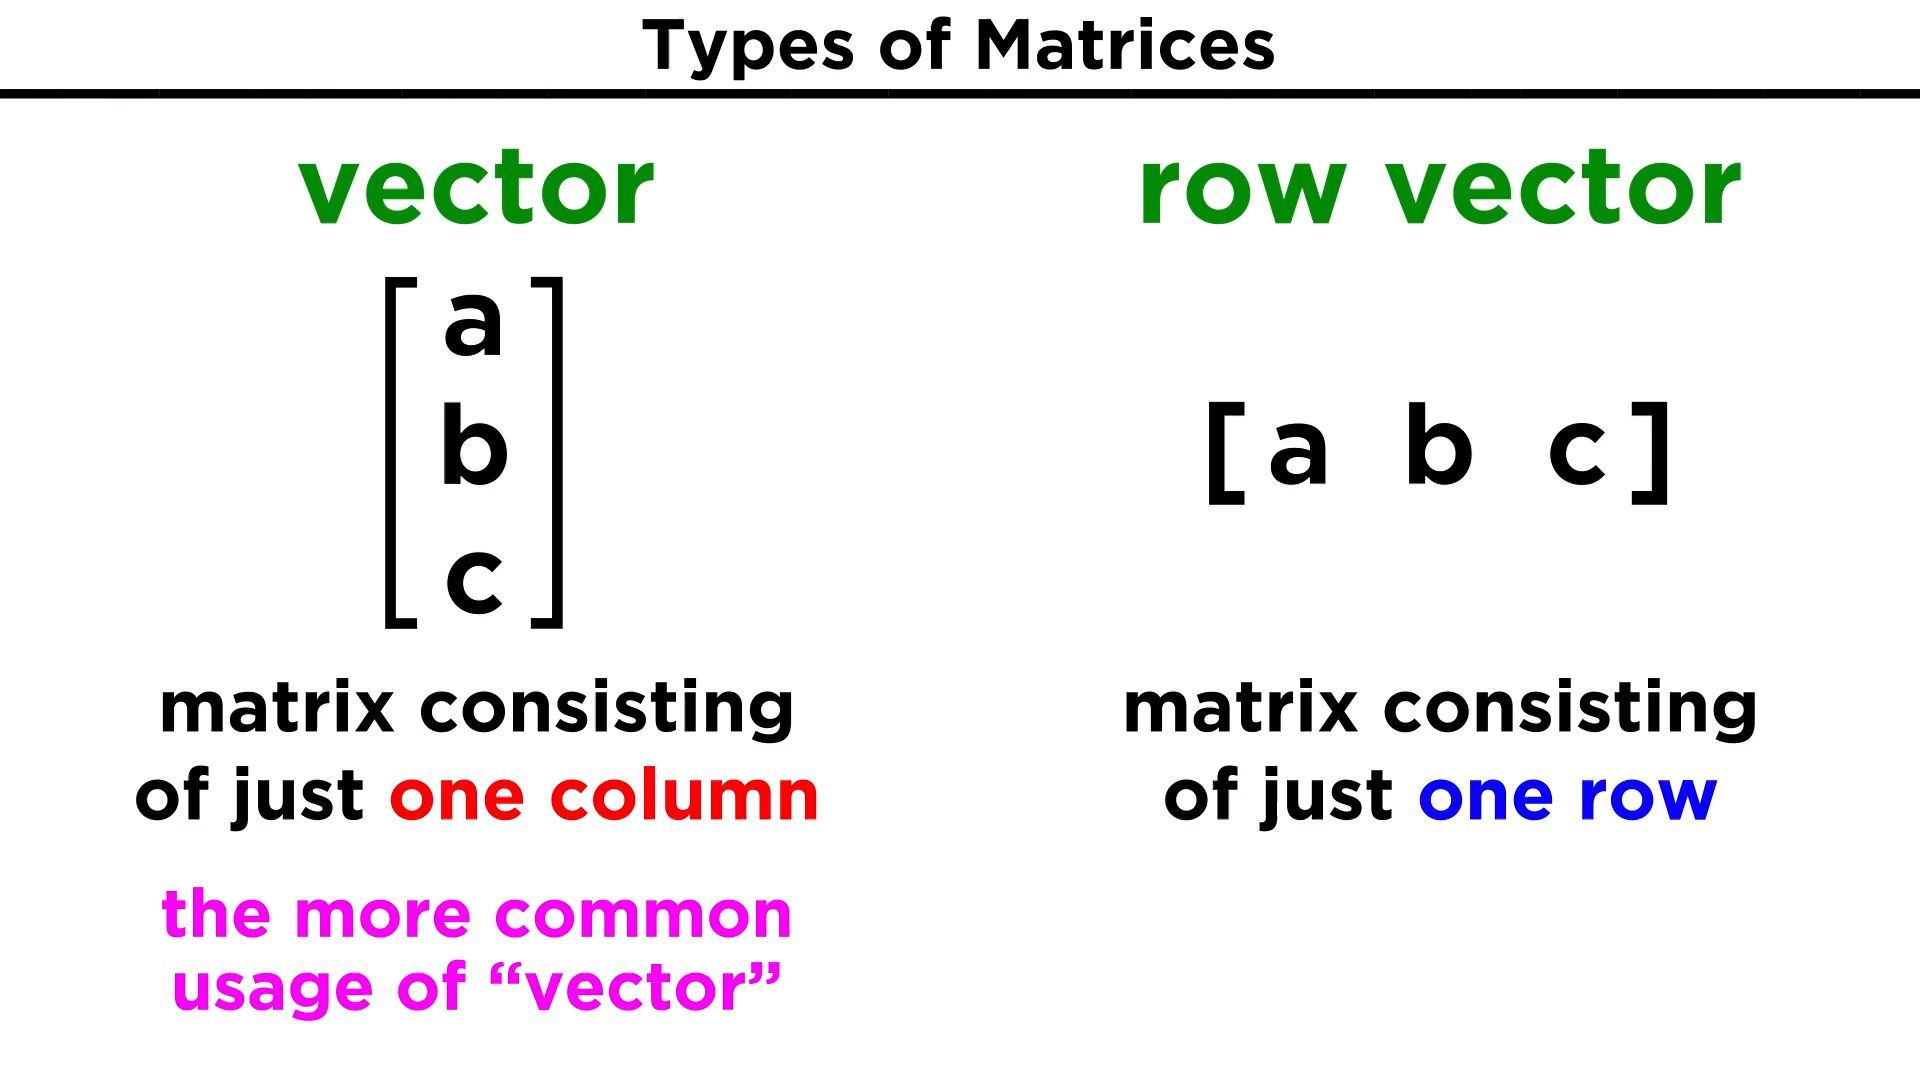 Types of Matrices
vector
[a
b
c]
matrix consisting
of just one column
the more common
usage of “vector”
row vector
[a b c]
matrix consisting
of just one row